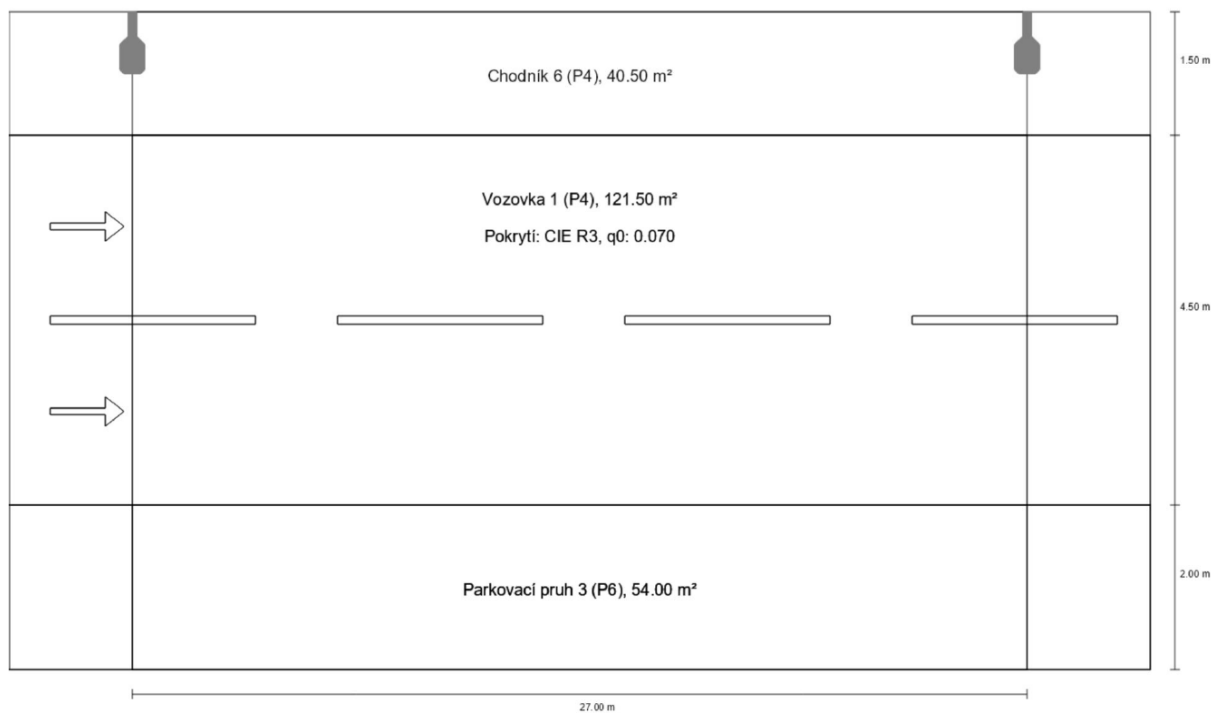 Chodník 6 (P4), 40.50 m²
1.50 m
Vozovka 1 (P4), 121.50 m²
Pokrytí: CIE R3, q0: 0.070
4.50 m
Parkovací pruh 3 (P6), 54.00 m²
2.00 m
27.00 m